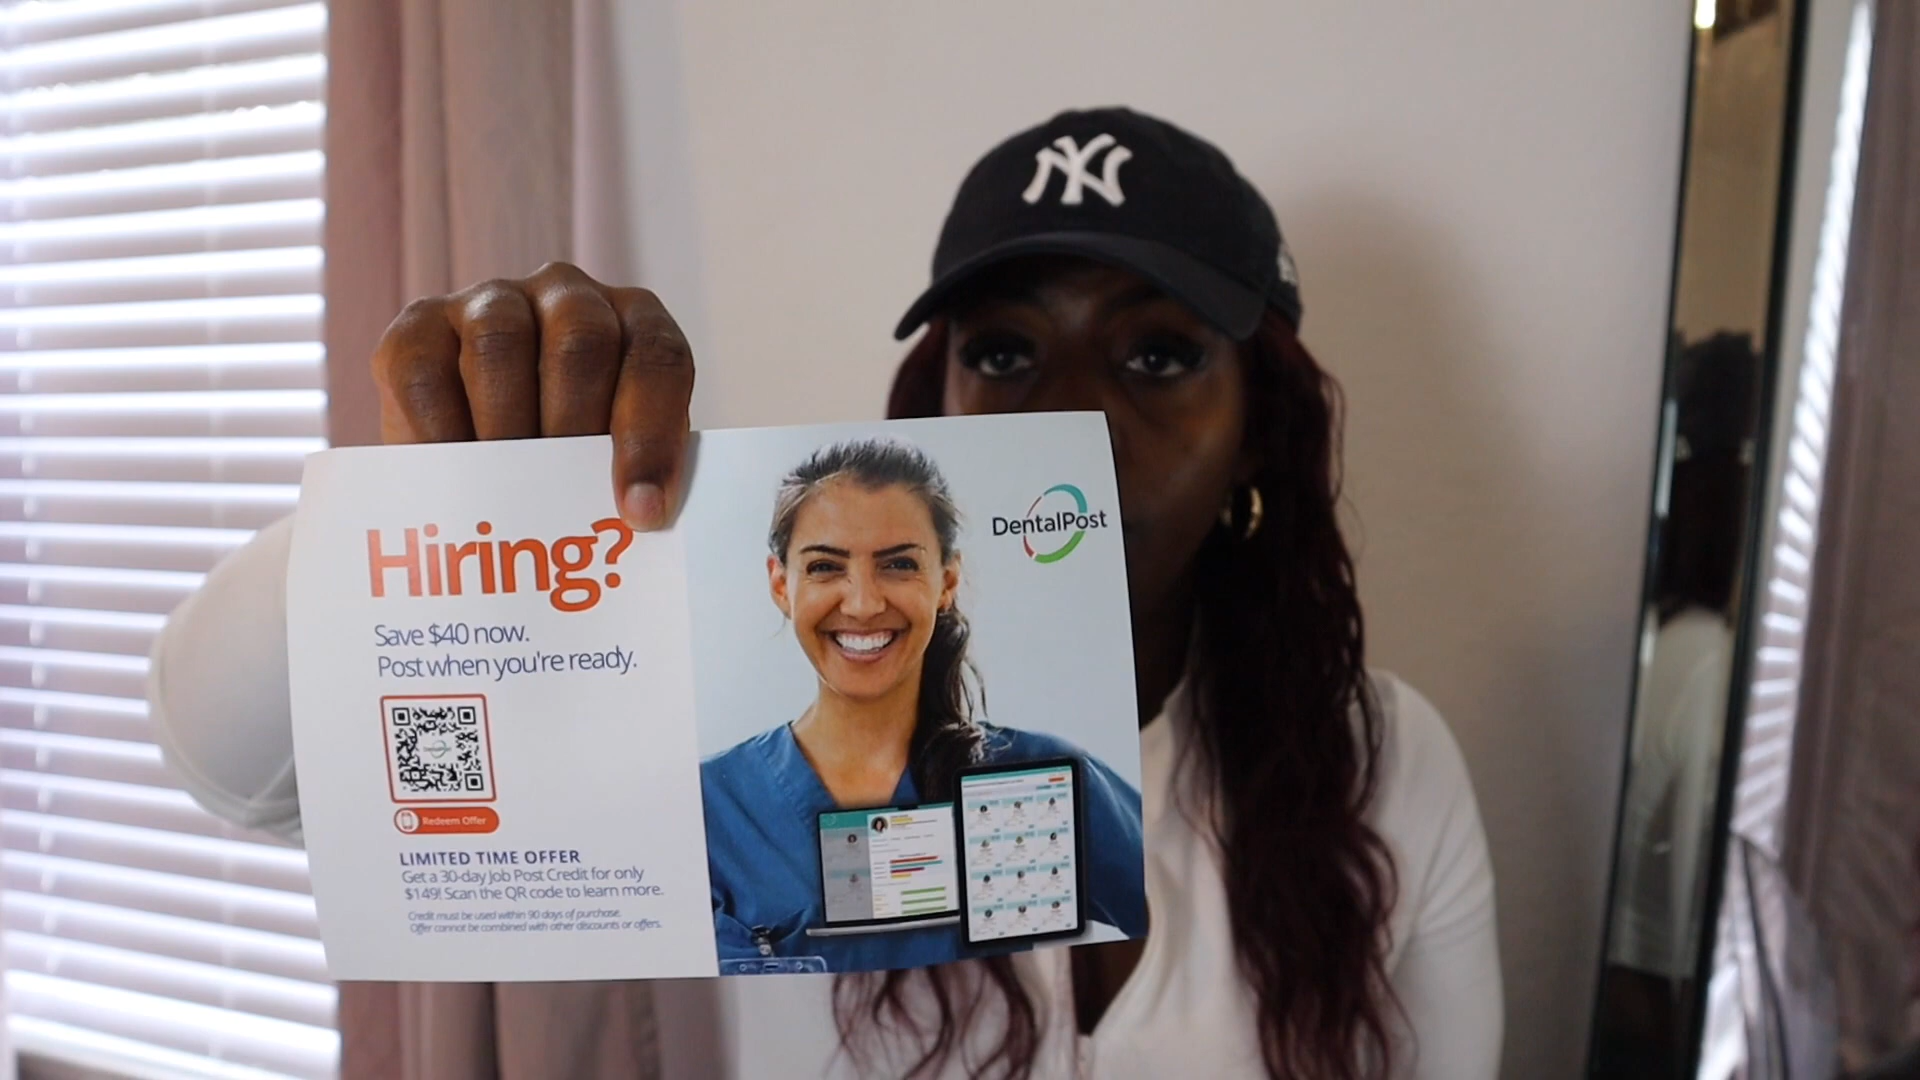 NY
Hiring?
Save $40 now.
Post when you're ready.
Redeem Offer
LIMITED TIME OFFER
Get a 30-day Job Post Credit for only
$149! Scan the QR code to learn more.
Credit must be used within 90 days of purchase.
Offer cannot be combined with other discounts or offers.
DentalPost